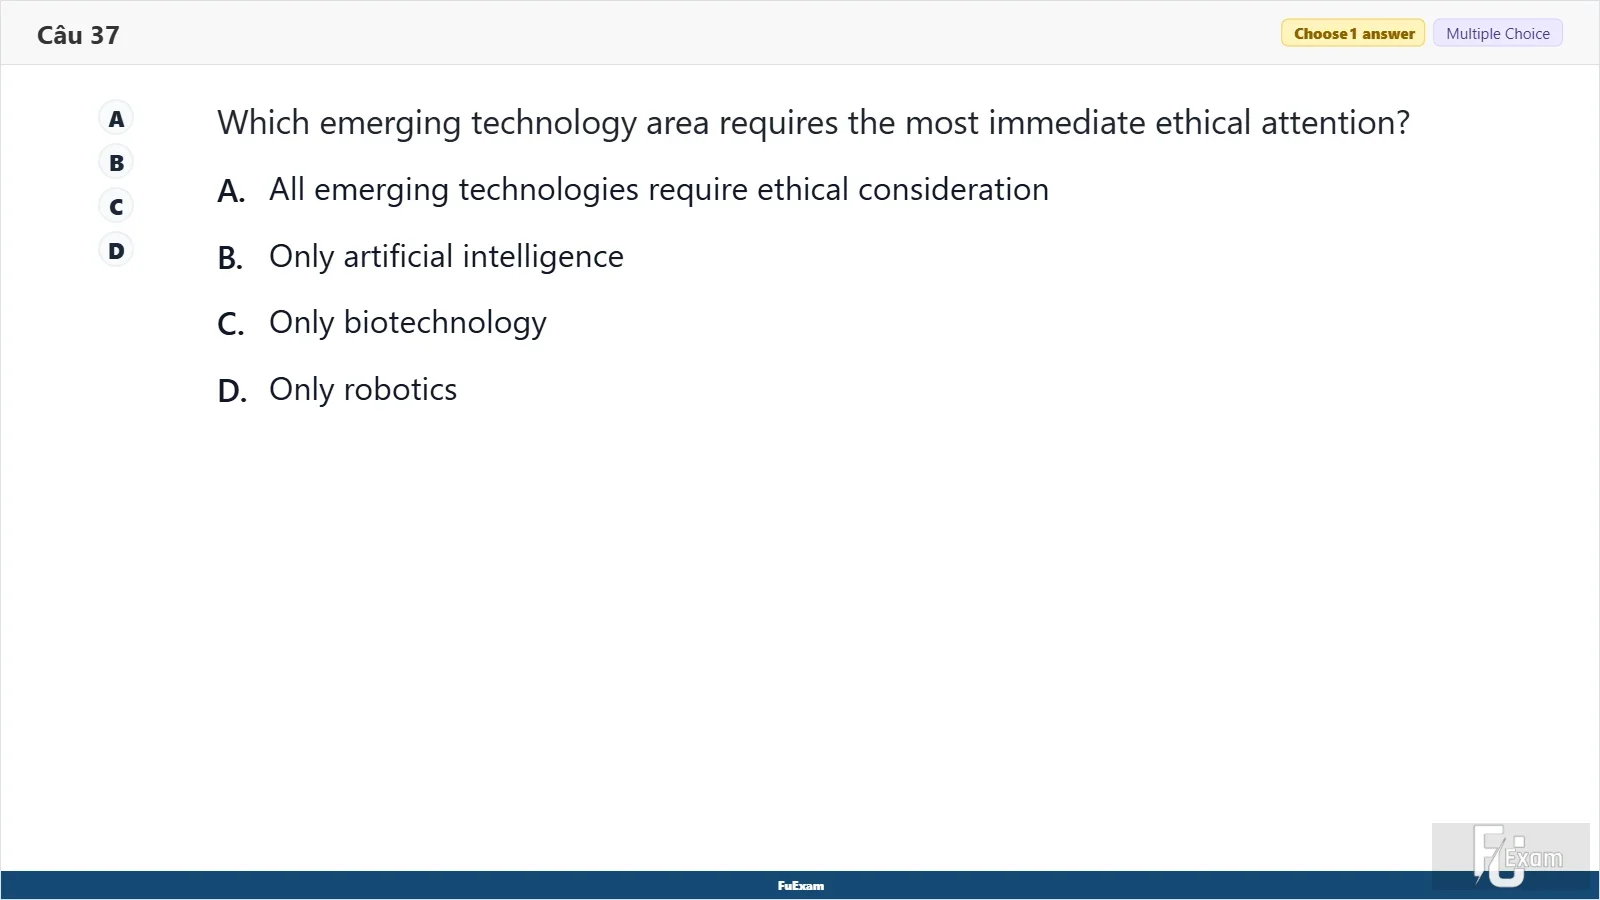 Câu 37
Choose 1 answer
Multiple Choice
A
B
C
D
Which emerging technology area requires the most immediate ethical attention?
A. All emerging technologies require ethical consideration
B. Only artificial intelligence
C. Only biotechnology
D. Only robotics
FU Exam
FuExam